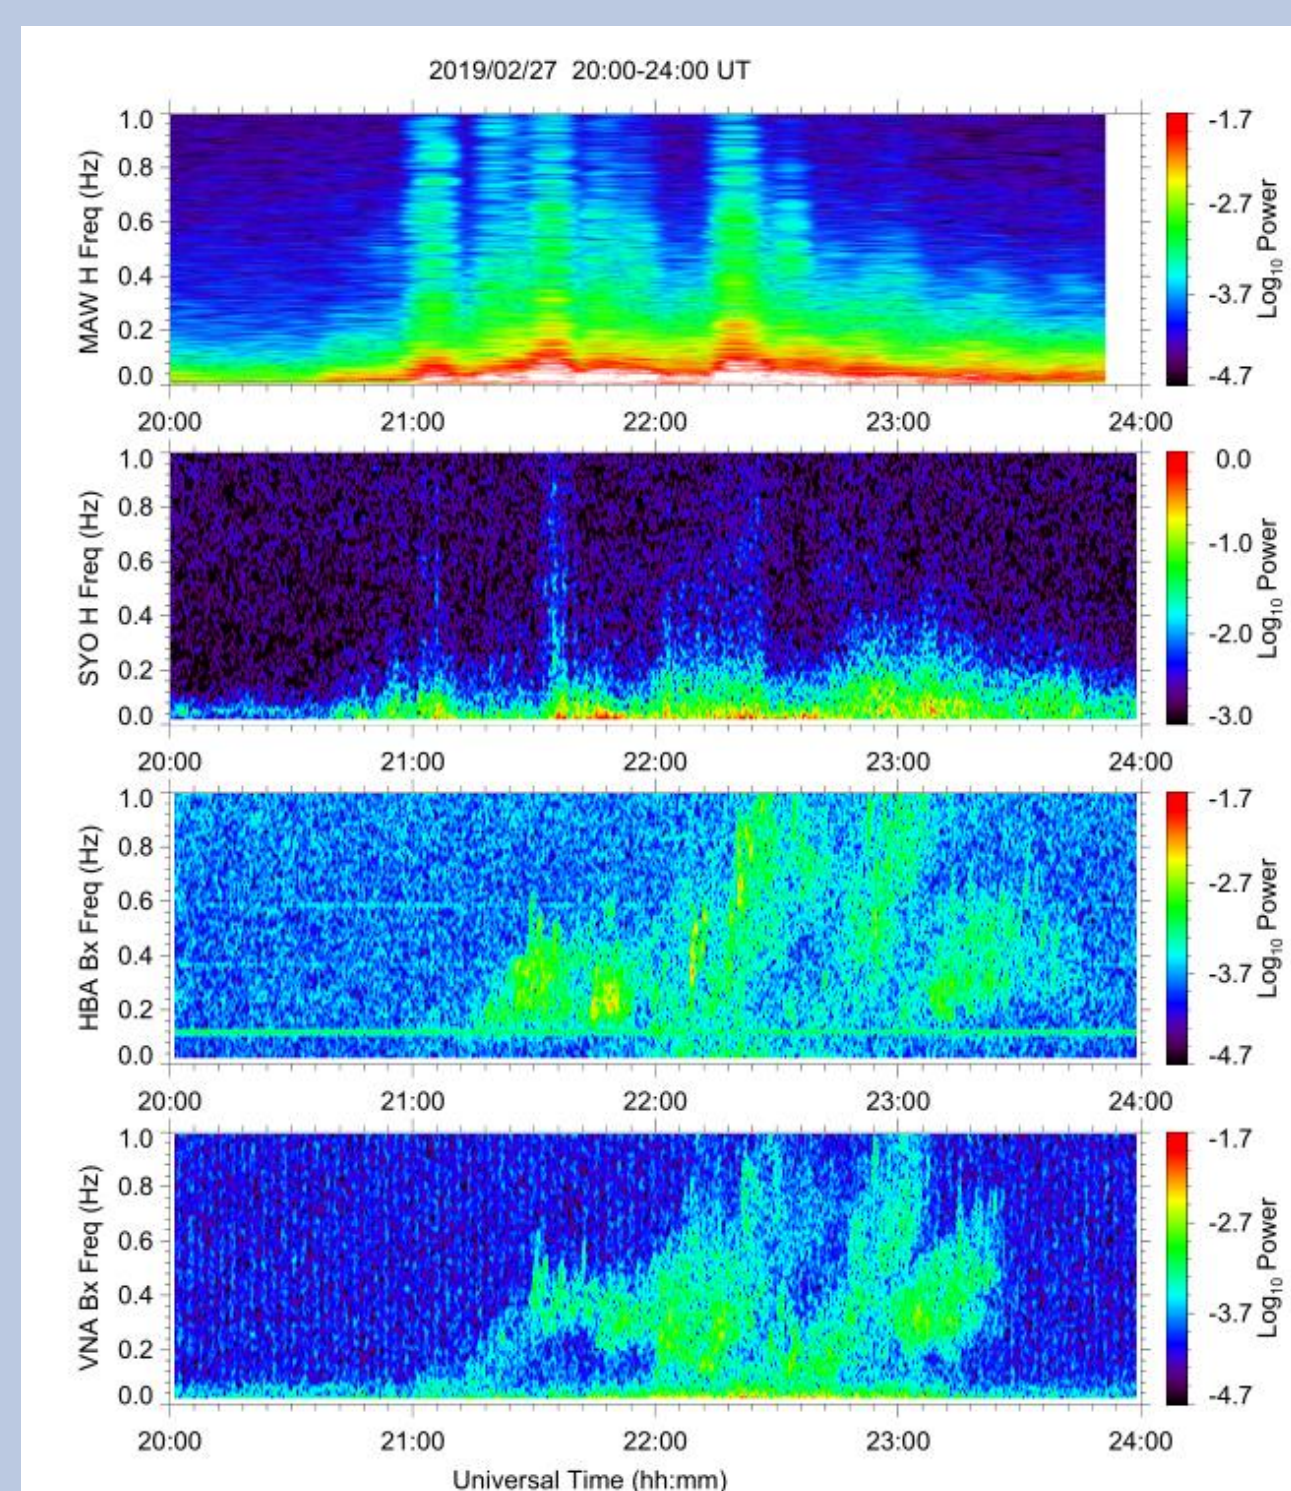 2019/02/27 20:00-24:00 UT
MAW H Freq (Hz)
1.0
0.8
0.6
0.4
0.2
0.0
20:00 21:00 22:00 23:00 24:00
-1.7
-2.7
-3.7
-4.7
Log10 Power
SYO H Freq (Hz)
1.0
0.8
0.6
0.4
0.2
0.0
20:00 21:00 22:00 23:00 24:00
0.0
-1.0
-2.0
-3.0
Log10 Power
HBA Bx Freq (Hz)
1.0
0.8
0.6
0.4
0.2
0.0
20:00 21:00 22:00 23:00 24:00
-1.7
-2.7
-3.7
-4.7
Log10 Power
VNA Bx Freq (Hz)
1.0
0.8
0.6
0.4
0.2
0.0
20:00 21:00 22:00 23:00 24:00
-1.7
-2.7
-3.7
-4.7
Log10 Power
Universal Time (hh:mm)